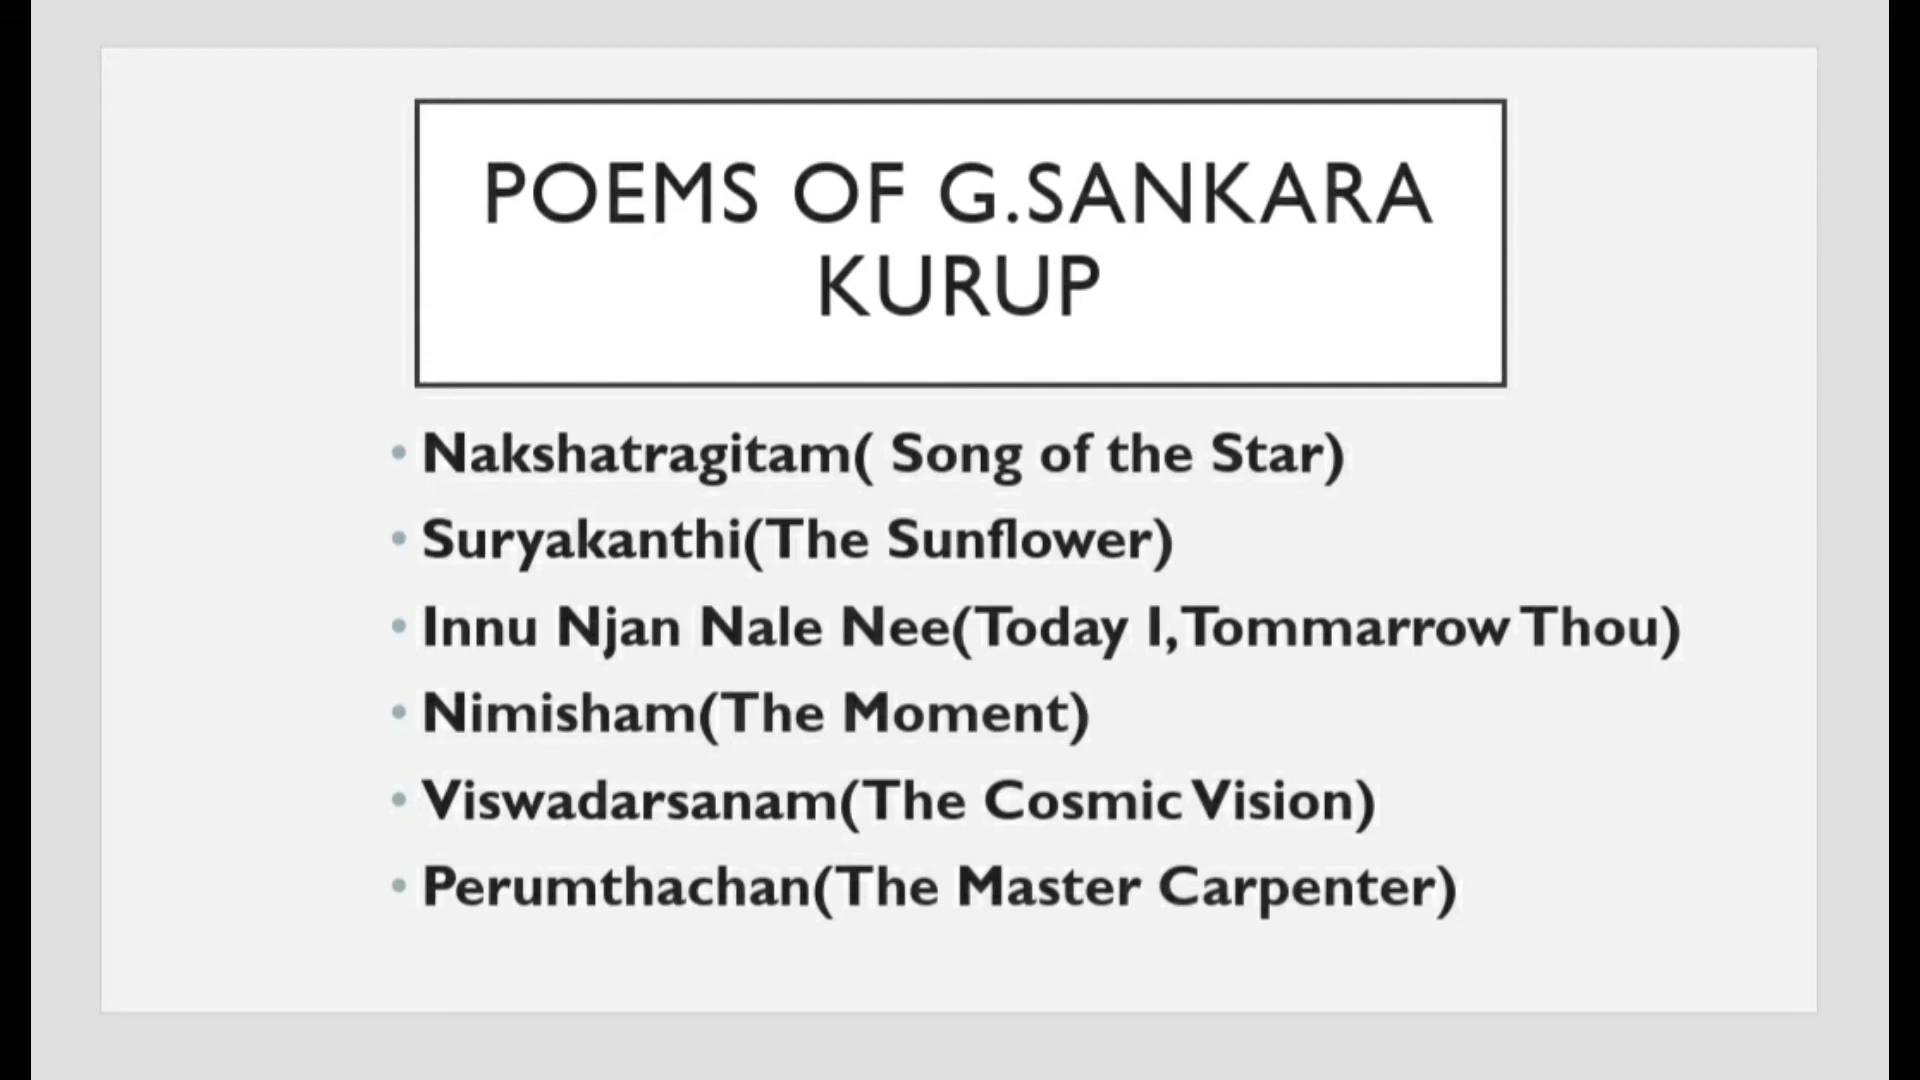 POEMS OF G.SANKARA
KURUP
• Nakshatragitam( Song of the Star)
• Suryakanthi(The Sunflower)
• Innu Njan Nale Nee(Today I,Tommarrow Thou)
• Nimisham(The Moment)
• Viswadarsanam(The Cosmic Vision)
• Perumthachan(The Master Carpenter)